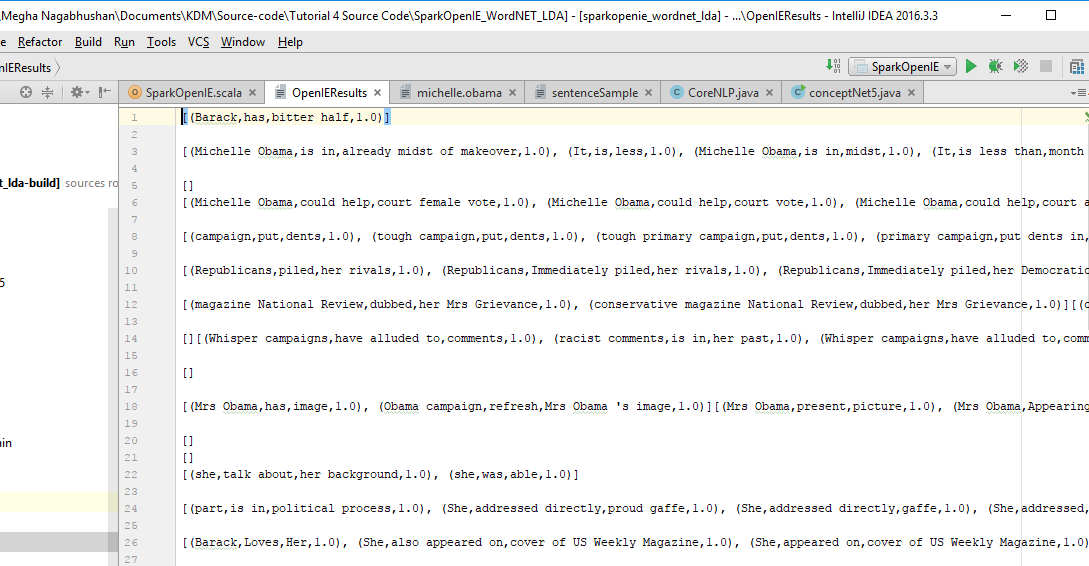 Megha Nagabhushan\Documents\KDM\Source-code\Tutorial 4 Source Code\SparkOpenIE_WordNET_LDA] - [sparkopenie_wordnet_lda] - ...\OpenIEResults - IntelliJ IDEA 2016.3.3
e Refactor Build Run Tools VCS Window Help
nIEResults
SparkOpenIE
SparkOpenIE.scala OpenIEResults michelle.obama sentenceSample CoreNLP.java conceptNet5.java
1 [(Barack,has,bitter half,1.0)]
2
3 [(Michelle Obama,is in,already midst of makeover,1.0), (It,is,less,1.0), (Michelle Obama,is in,midst,1.0), (It,is less than,month
4
t_lda-build] sources ro
5 []
6 [(Michelle Obama,could help,court female vote,1.0), (Michelle Obama,could help,court vote,1.0), (Michelle Obama,could help,court a
7
8 [(campaign,put,dents,1.0), (tough campaign,put,dents,1.0), (tough primary campaign,put,dents,1.0), (primary campaign,put dents in,
9
10 [(Republicans,piled,her rivals,1.0), (Republicans,Immediately piled,her rivals,1.0), (Republicans,Immediately piled,her Democratic
5
11
12 [(magazine National Review,dubbed,her Mrs Grievance,1.0), (conservative magazine National Review,dubbed,her Mrs Grievance,1.0)][(c
13
14 [][(Whisper campaigns,have alluded to,comments,1.0), (racist comments,is in,her past,1.0), (Whisper campaigns,have alluded to,comm
15
16 []
17
18 [(Mrs Obama,has,image,1.0), (Obama campaign,refresh,Mrs Obama 's image,1.0)][(Mrs Obama,present,picture,1.0), (Mrs Obama,Appearing
19
20 []
ain
21 []
22 [(she,talk about,her background,1.0), (she,was,able,1.0)]
23
24 [(part,is in,political process,1.0), (She,addressed directly,proud gaffe,1.0), (She,addressed directly,gaffe,1.0), (She,addressed,
25
26 [(Barack,Loves,Her,1.0), (She,also appeared on,cover of US Weekly Magazine,1.0), (She,appeared on,cover of US Weekly Magazine,1.0)
27